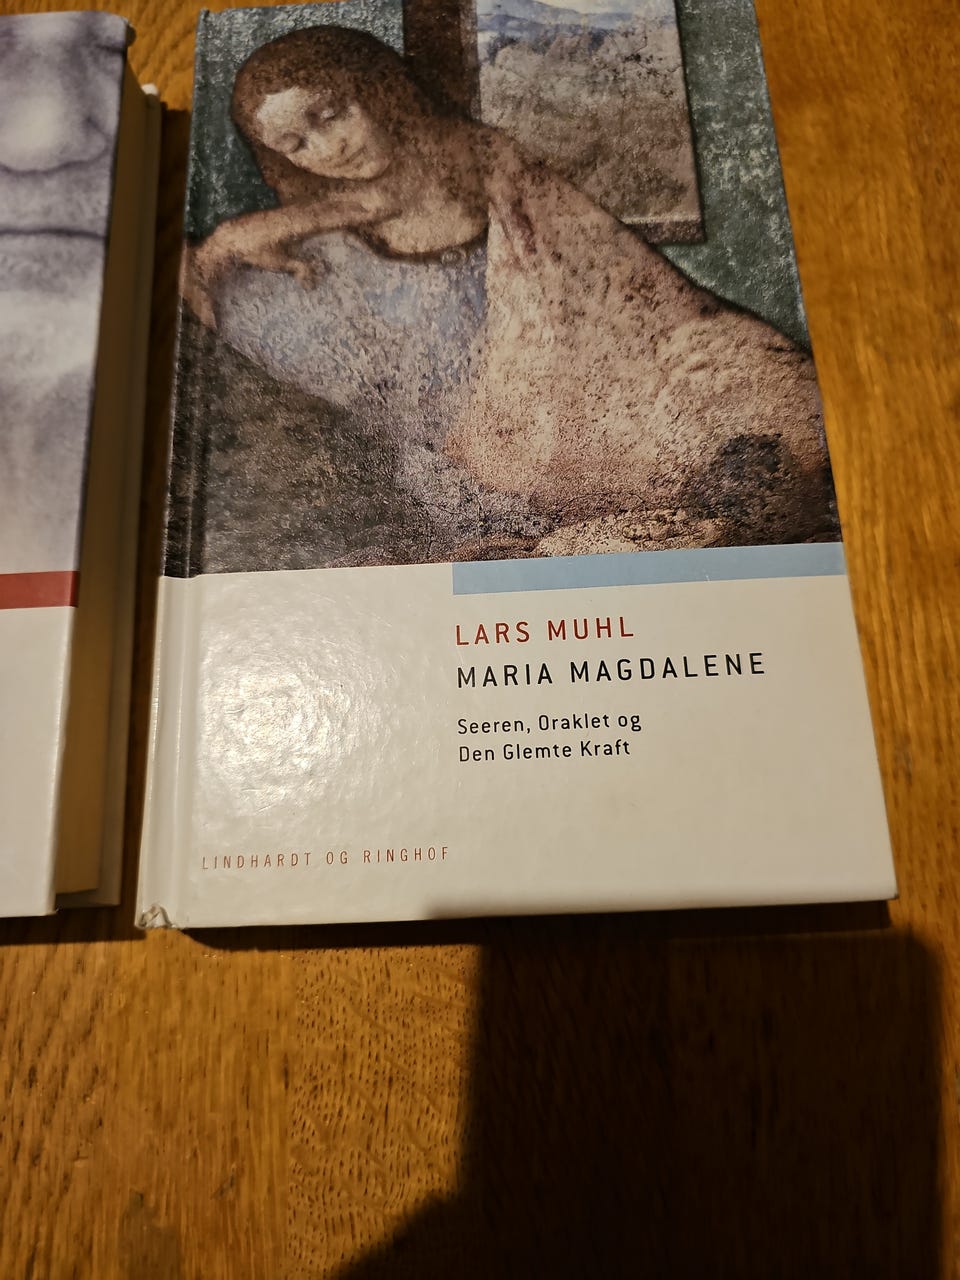 LARS MUHL
MARIA MAGDALENE
Seeren, Oraklet og
Den Glemte Kraft
LINDHARDT OG RINGHOF